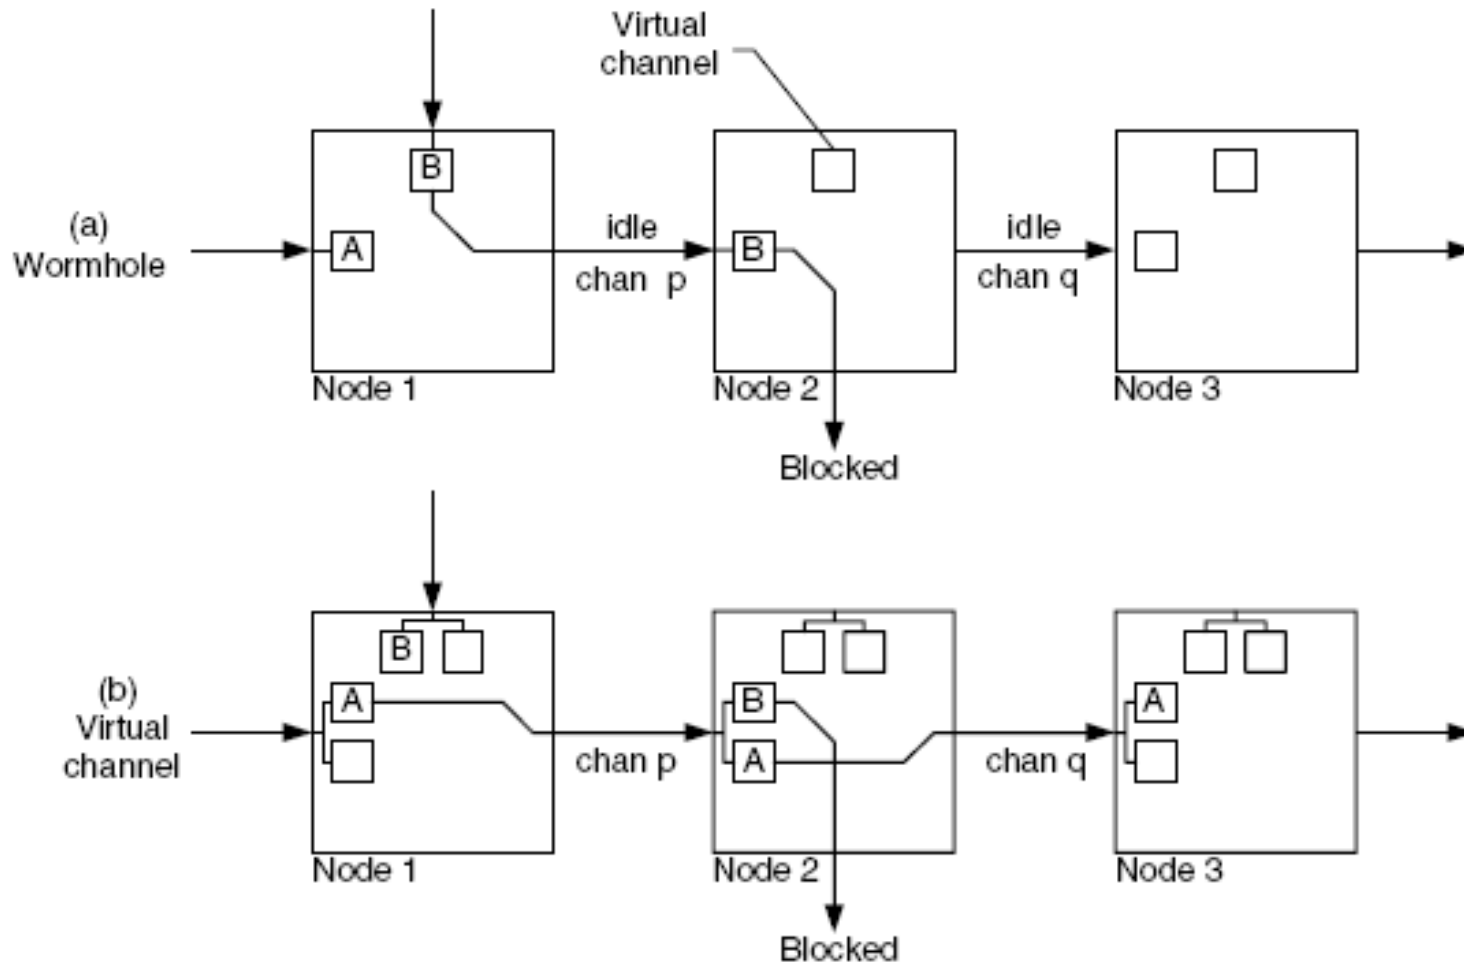 Virtual
channel
B
(a)
Wormhole
A
idle
chan p
B
idle
chan q
Node 1
Node 2
Node 3
Blocked
B
(b)
Virtual
channel
A
chan p
B
A
chan q
A
Node 1
Node 2
Node 3
Blocked